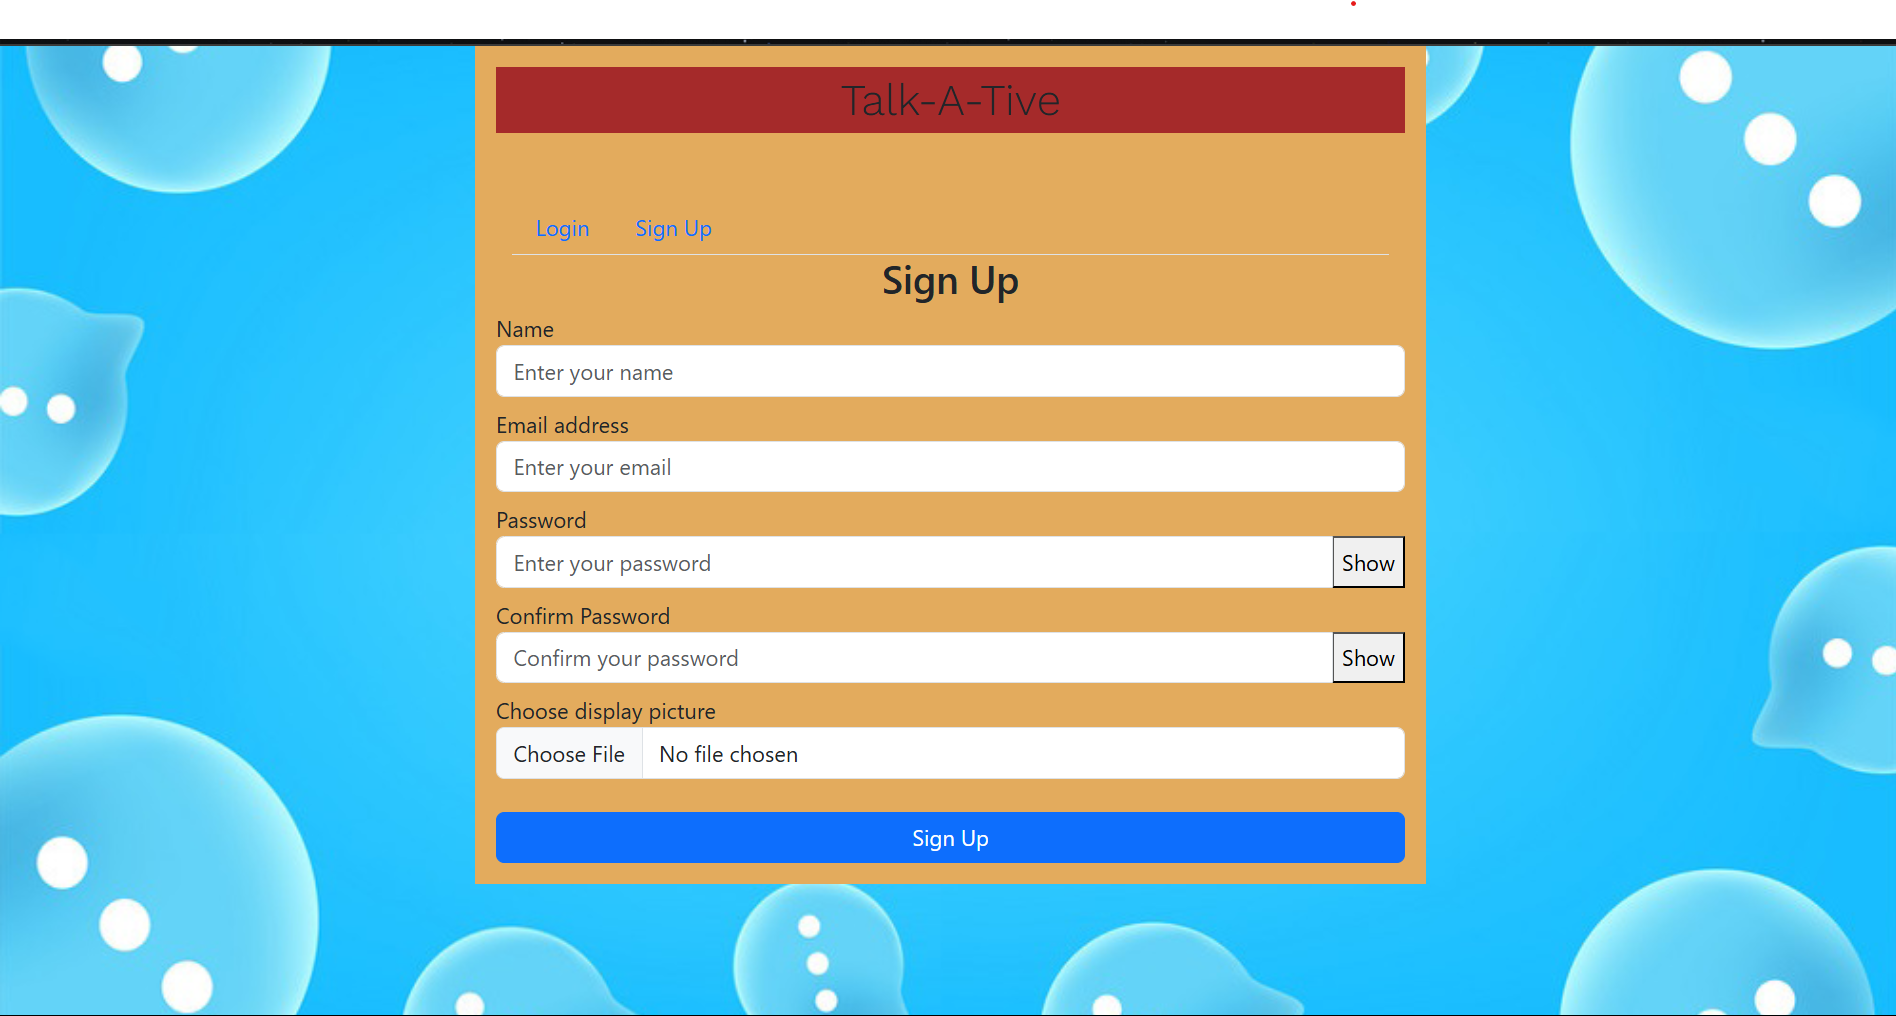 Talk-A-Tive
Login Sign Up
Sign Up
Name
Enter your name
Email address
Enter your email
Password
Enter your password Show
Confirm Password
Confirm your password Show
Choose display picture
Choose File No file chosen
Sign Up